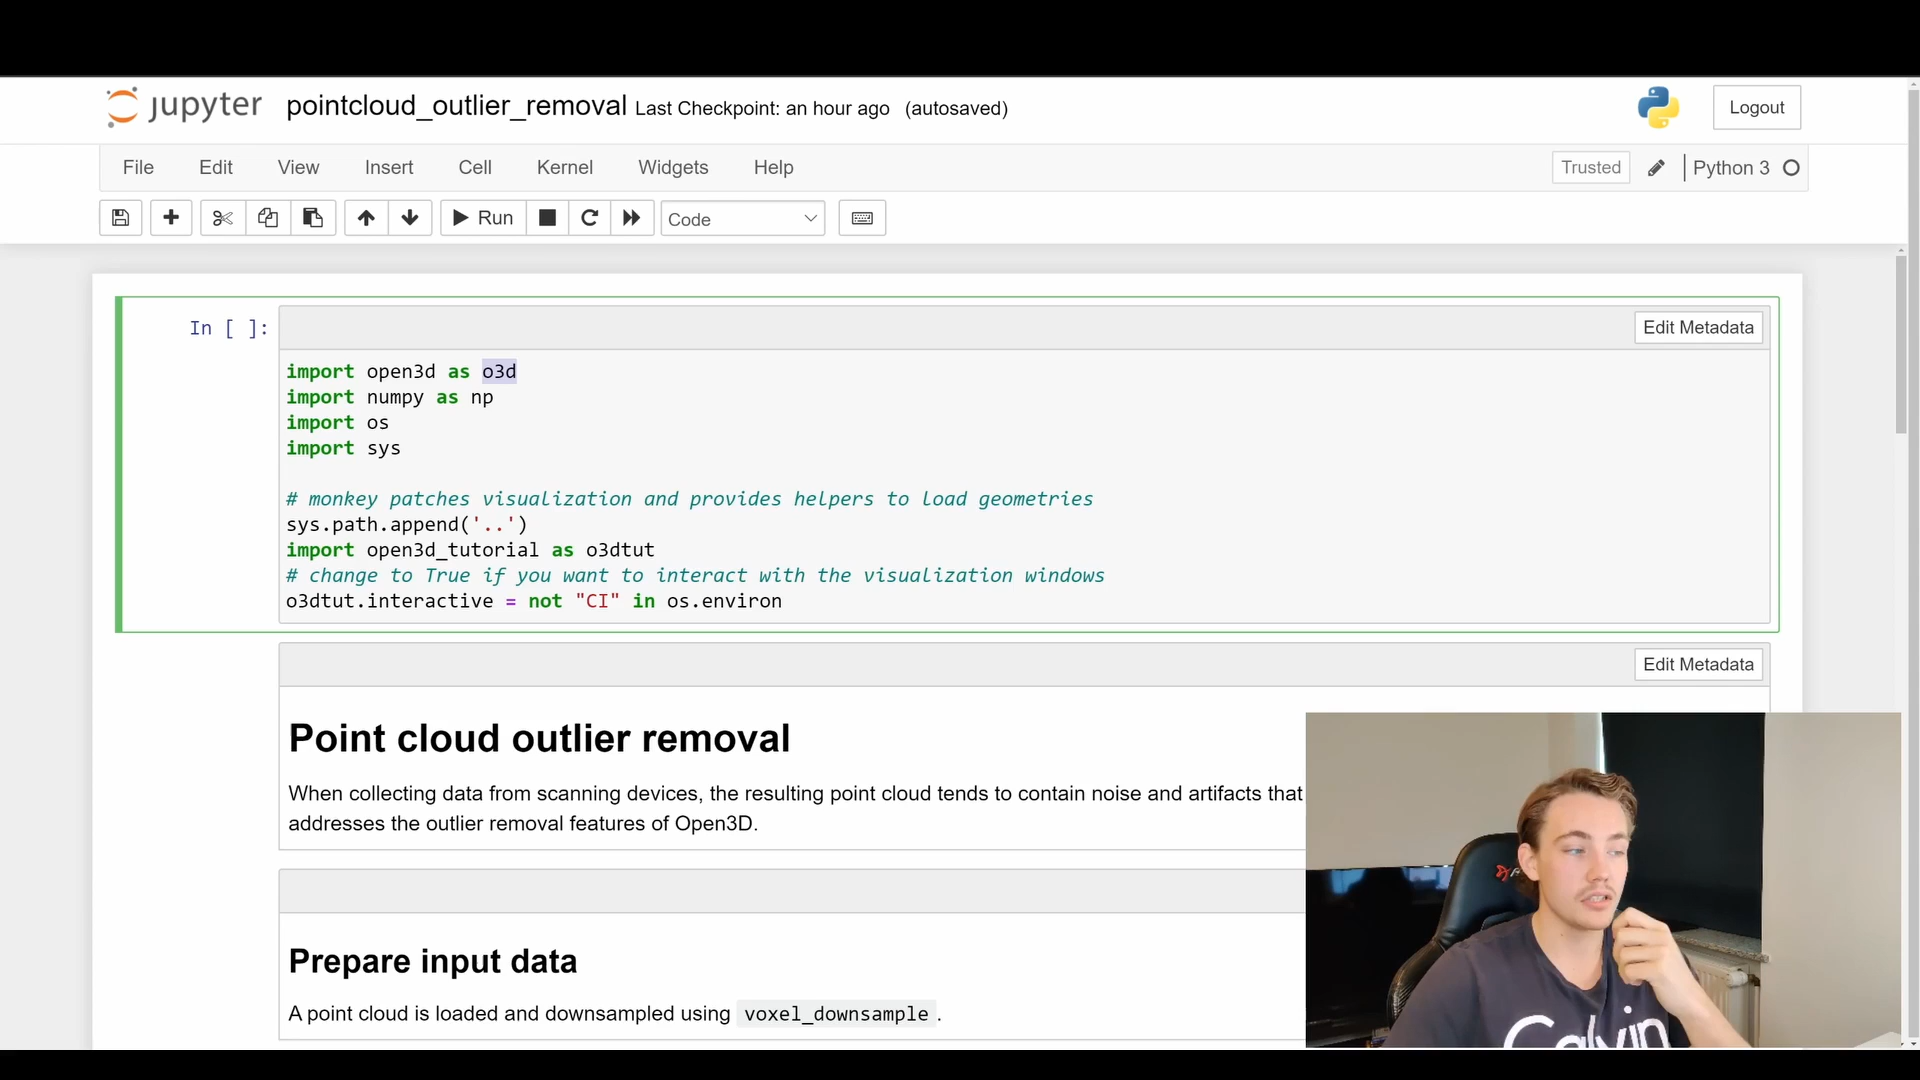 jupyter pointcloud_outlier_removal Last Checkpoint: an hour ago (autosaved) Logout
File Edit View Insert Cell Kernel Widgets Help Trusted Python 3
Run Code
In [ ]: Edit Metadata
import open3d as o3d
import numpy as np
import os
import sys
# monkey patches visualization and provides helpers to load geometries
sys.path.append('..')
import open3d_tutorial as o3dtut
# change to True if you want to interact with the visualization windows
o3dtut.interactive = not "CI" in os.environ
Edit Metadata
Point cloud outlier removal
When collecting data from scanning devices, the resulting point cloud tends to contain noise and artifacts that
addresses the outlier removal features of Open3D.
Prepare input data
A point cloud is loaded and downsampled using voxel_downsample .
Calvin